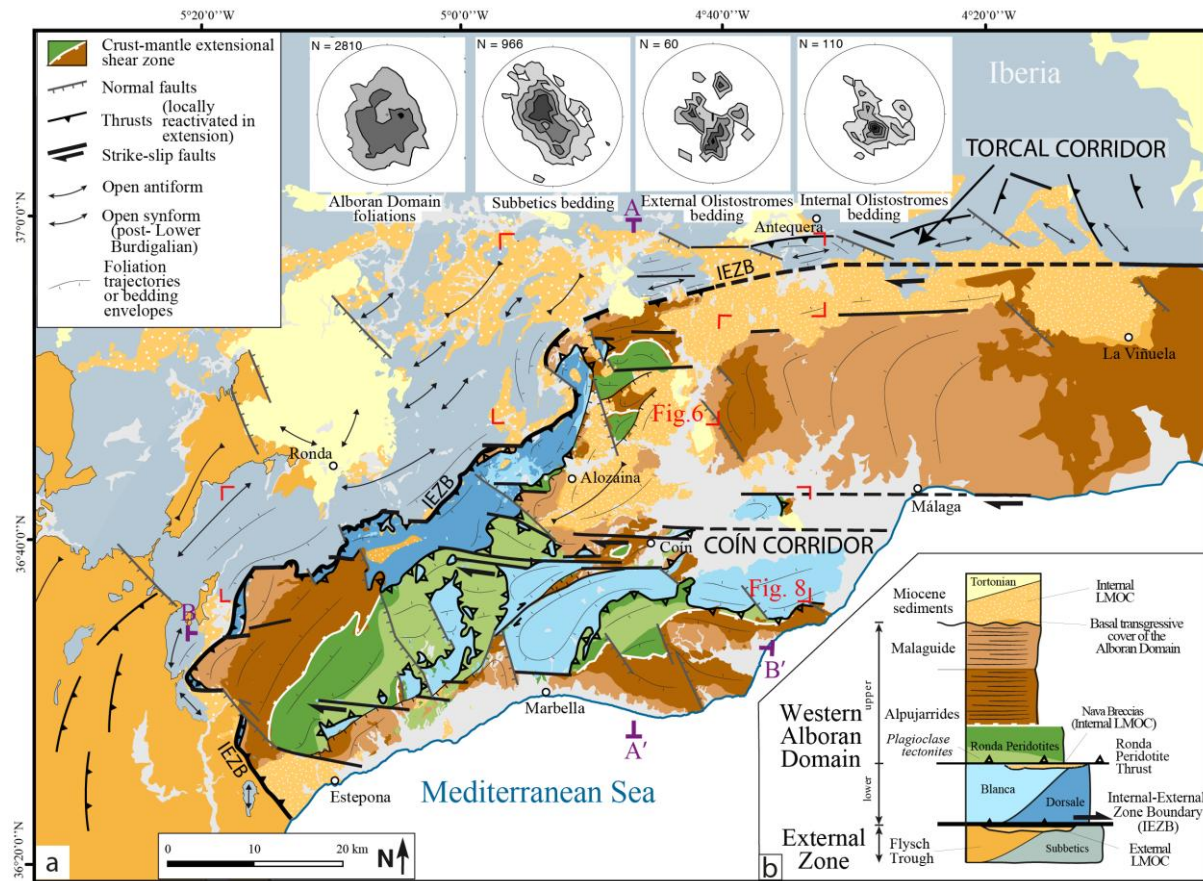 5°20'0''W
5°0'0''W
4°40'0''W
4°20'0''W
Crust-mantle extensional
shear zone
Normal faults
Thrusts
(locally
reactivated in
extension)
Strike-slip faults
Open antiform
Open synform
(post- Lower
Burdigalian)
Foliation
trajectories
or bedding
envelopes
N = 2810
N = 966
N = 60
N = 110
Alboran Domain
foliations
Subbetics bedding
External Olistostromes
bedding
Internal Olistostromes
bedding
Iberia
TORCAL CORRIDOR
37°0'0''N
36°40'0''N
36°20'0''N
A
Antequera
IEZB
La Viñuela
Fig.6
Ronda
IEZB
Alozaina
Málaga
Coín
COÍN CORRIDOR
Fig. 8
B
B'
Marbella
A'
IEZB
Estepona
Mediterranean Sea
0
10
20 km
N
a
Miocene
sediments
Tortonian
Internal
LMOC
Basal transgressive
cover of the
Alboran Domain
Malaguide
upper
Western
Alboran
Domain
Alpujarrides
Nava Breccias
(Internal LMOC)
Plagioclase
tectonites
Ronda Peridotites
Ronda
Peridotite
Thrust
lower
Blanca
Dorsale
Internal-External
Zone Boundary
(IEZB)
External
Zone
Flysch
Trough
Subbetics
External
LMOC
b